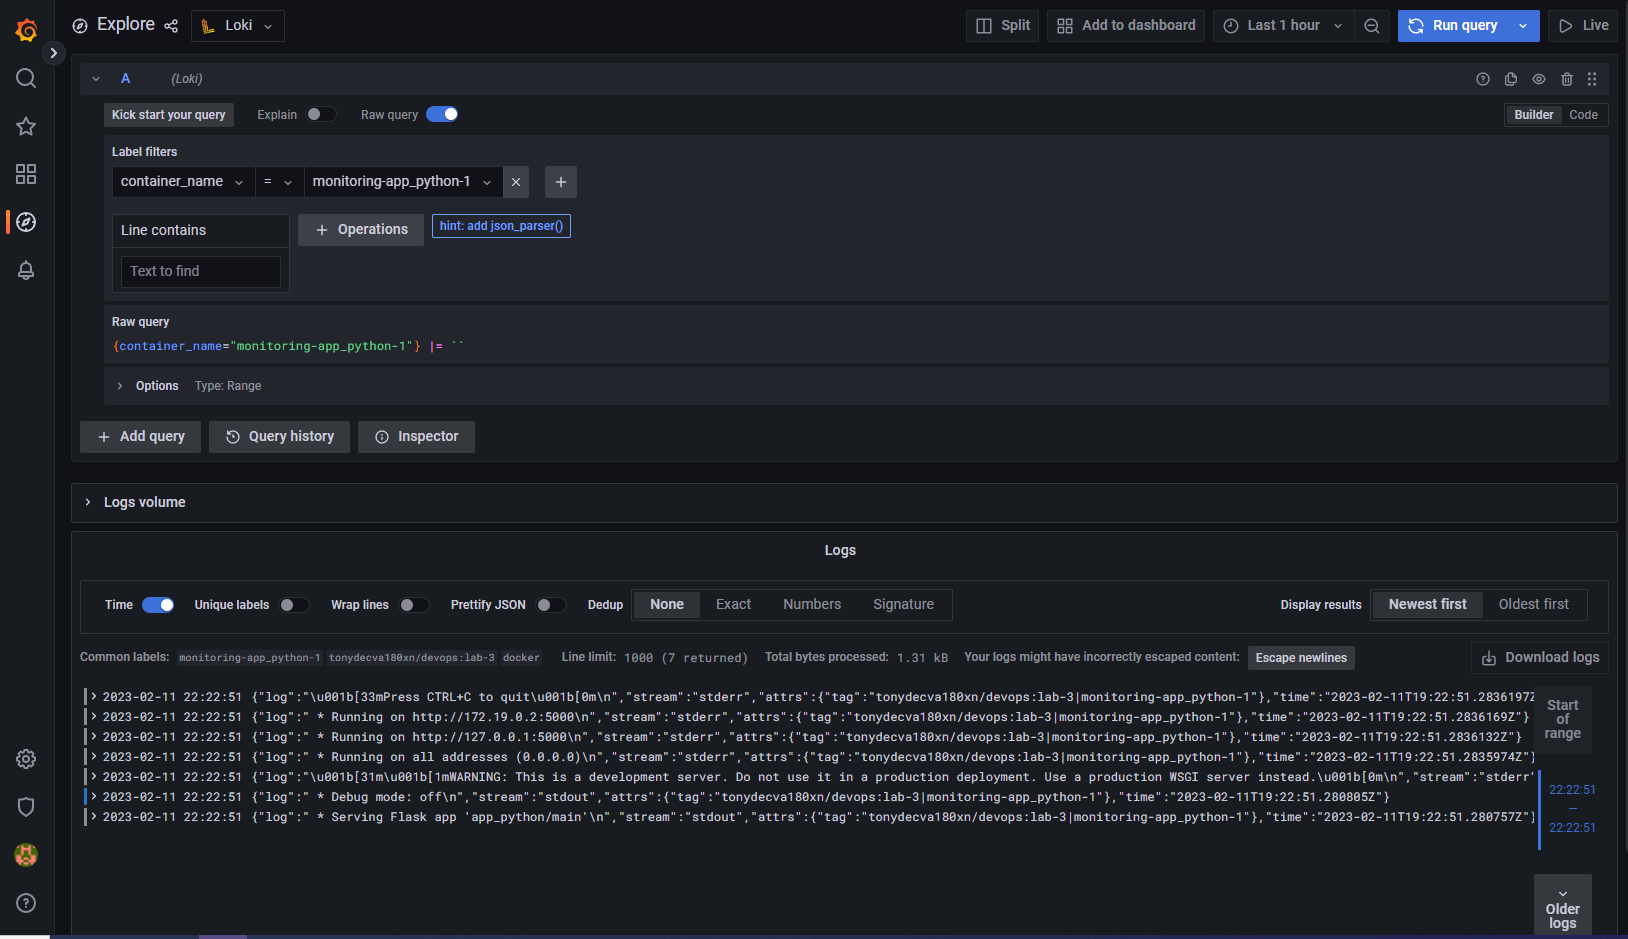 Explore
Loki
Split
Add to dashboard
Last 1 hour
Run query
Live
A
(Loki)
Kick start your query
Explain
Raw query
Builder
Code
Label filters
container_name
=
monitoring-app_python-1
Line contains
Operations
hint: add json_parser()
Text to find
Raw query
{container_name="monitoring-app_python-1"} |= ``
Options
Type: Range
Add query
Query history
Inspector
Logs volume
Logs
Time
Unique labels
Wrap lines
Prettify JSON
Dedup
None
Exact
Numbers
Signature
Display results
Newest first
Oldest first
Common labels: monitoring-app_python-1 tonydecva180xn/devops:lab-3 docker
Line limit: 1000 (7 returned)
Total bytes processed: 1.31 kB
Your logs might have incorrectly escaped content:
Escape newlines
Download logs
2023-02-11 22:22:51 {"log":"\u001b[33mPress CTRL+C to quit\u001b[0m\n","stream":"stderr","attrs":{"tag":"tonydecva180xn/devops:lab-3|monitoring-app_python-1"},"time":"2023-02-11T19:22:51.2836197Z
2023-02-11 22:22:51 {"log":" * Running on http://172.19.0.2:5000\n","stream":"stderr","attrs":{"tag":"tonydecva180xn/devops:lab-3|monitoring-app_python-1"},"time":"2023-02-11T19:22:51.2836169Z"}
2023-02-11 22:22:51 {"log":" * Running on http://127.0.0.1:5000\n","stream":"stderr","attrs":{"tag":"tonydecva180xn/devops:lab-3|monitoring-app_python-1"},"time":"2023-02-11T19:22:51.2836132Z"}
2023-02-11 22:22:51 {"log":" * Running on all addresses (0.0.0.0)\n","stream":"stderr","attrs":{"tag":"tonydecva180xn/devops:lab-3|monitoring-app_python-1"},"time":"2023-02-11T19:22:51.2835974Z"}
2023-02-11 22:22:51 {"log":"\u001b[31m\u001b[1mWARNING: This is a development server. Do not use it in a production deployment. Use a production WSGI server instead.\u001b[0m\n","stream":"stderr"
2023-02-11 22:22:51 {"log":" * Debug mode: off\n","stream":"stdout","attrs":{"tag":"tonydecva180xn/devops:lab-3|monitoring-app_python-1"},"time":"2023-02-11T19:22:51.280805Z"}
2023-02-11 22:22:51 {"log":" * Serving Flask app 'app_python/main'\n","stream":"stdout","attrs":{"tag":"tonydecva180xn/devops:lab-3|monitoring-app_python-1"},"time":"2023-02-11T19:22:51.280757Z"}
Start
of
range
22:22:51
—
22:22:51
Older
logs